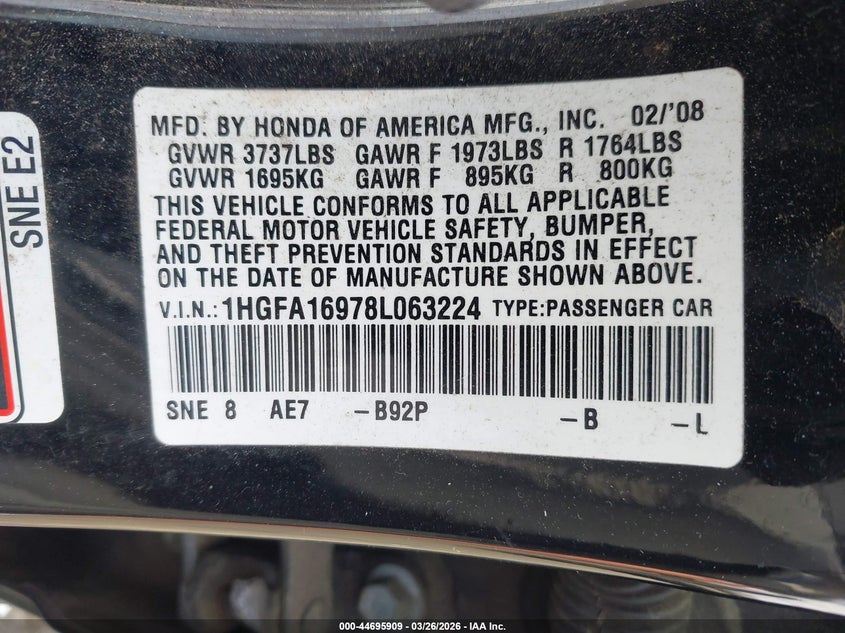 MFD. BY HONDA OF AMERICA MFG., INC. 02/'08
GVWR 3737LBS GAWR F 1973LBS R 1764LBS
GVWR 1695KG GAWR F 895KG R 800KG
THIS VEHICLE CONFORMS TO ALL APPLICABLE
FEDERAL MOTOR VEHICLE SAFETY, BUMPER,
AND THEFT PREVENTION STANDARDS IN EFFECT
ON THE DATE OF MANUFACTURE SHOWN ABOVE.
V.I.N.: 1HGFA16978L063224 TYPE:PASSENGER CAR
SNE 8 AE7 -B92P -B -L
SNE E2
000-44695909 - 03/26/2026 - IAA Inc.